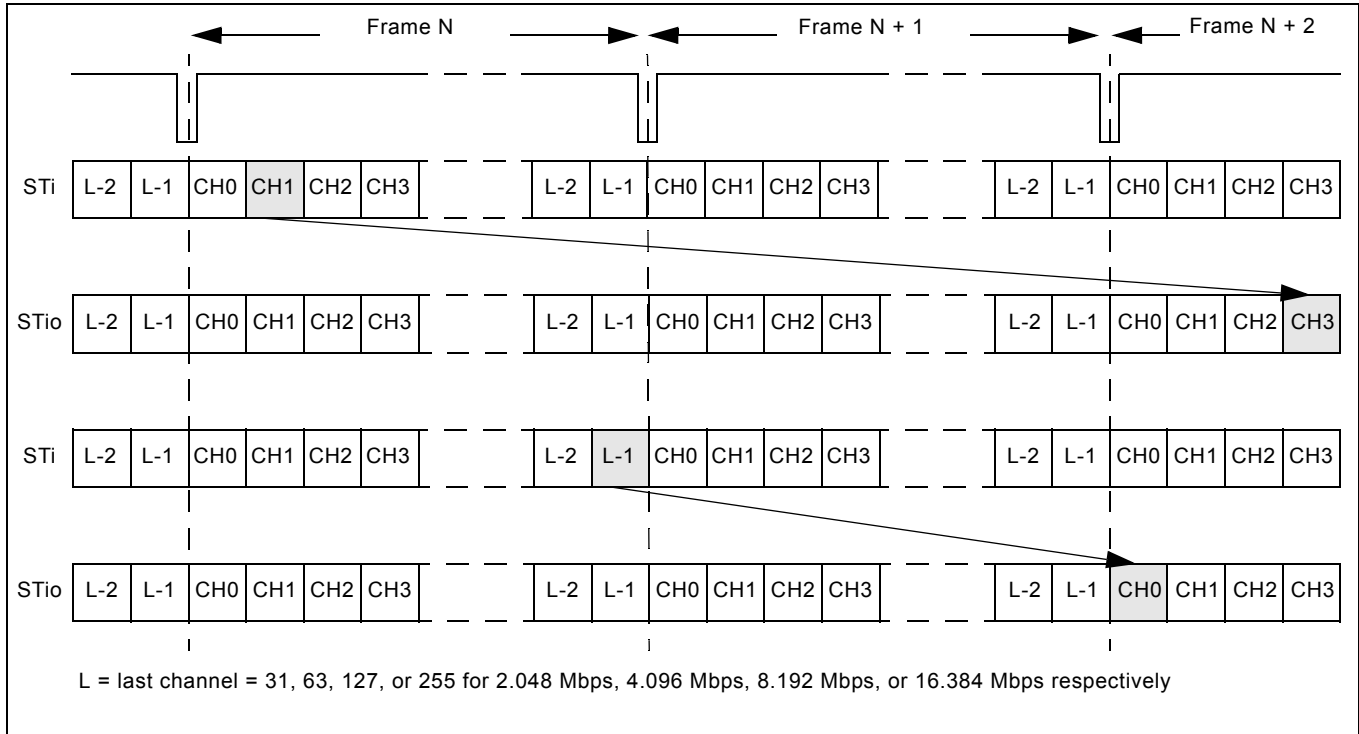 Frame N Frame N + 1 Frame N + 2
STi L-2 L-1 CH0 CH1 CH2 CH3 L-2 L-1 CH0 CH1 CH2 CH3 L-2 L-1 CH0 CH1 CH2 CH3
STio L-2 L-1 CH0 CH1 CH2 CH3 L-2 L-1 CH0 CH1 CH2 CH3 L-2 L-1 CH0 CH1 CH2 CH3
STi L-2 L-1 CH0 CH1 CH2 CH3 L-2 L-1 CH0 CH1 CH2 CH3 L-2 L-1 CH0 CH1 CH2 CH3
STio L-2 L-1 CH0 CH1 CH2 CH3 L-2 L-1 CH0 CH1 CH2 CH3 L-2 L-1 CH0 CH1 CH2 CH3
L = last channel = 31, 63, 127, or 255 for 2.048 Mbps, 4.096 Mbps, 8.192 Mbps, or 16.384 Mbps respectively